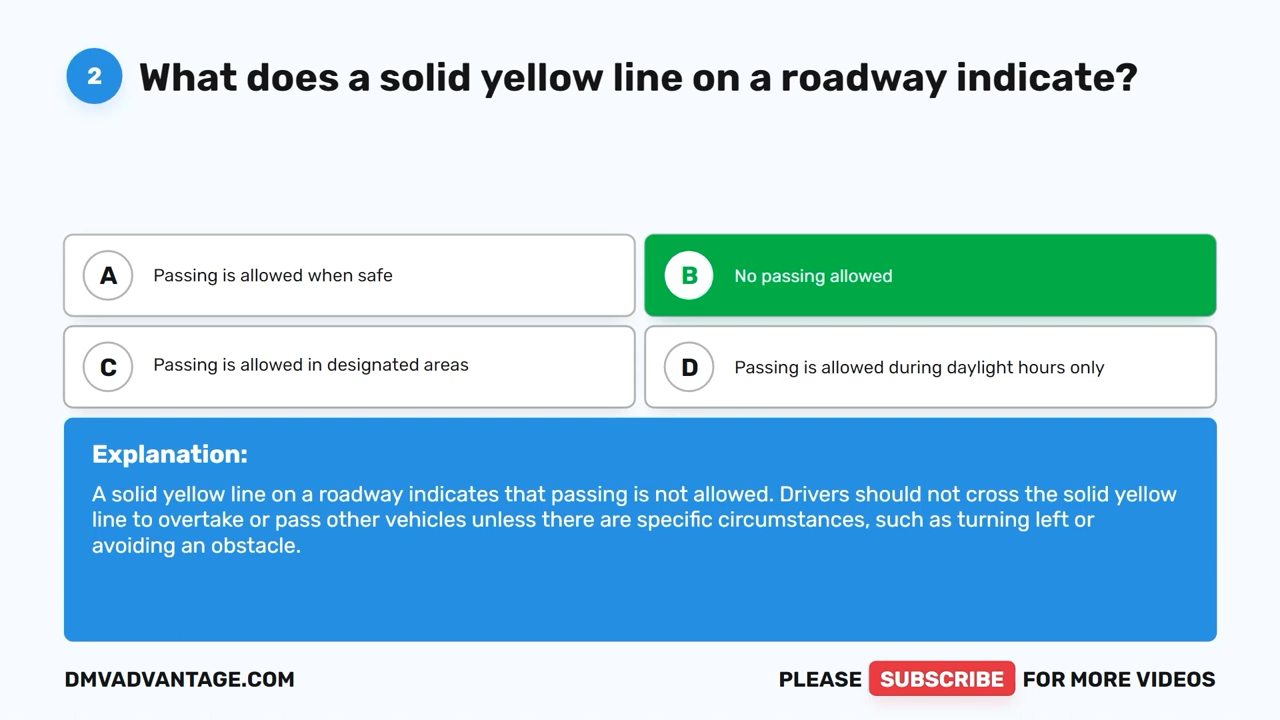 2
What does a solid yellow line on a roadway indicate?
A
Passing is allowed when safe
B
No passing allowed
C
Passing is allowed in designated areas
D
Passing is allowed during daylight hours only
Explanation:
A solid yellow line on a roadway indicates that passing is not allowed. Drivers should not cross the solid yellow
line to overtake or pass other vehicles unless there are specific circumstances, such as turning left or
avoiding an obstacle.
DMVADVANTAGE.COM
PLEASE SUBSCRIBE FOR MORE VIDEOS